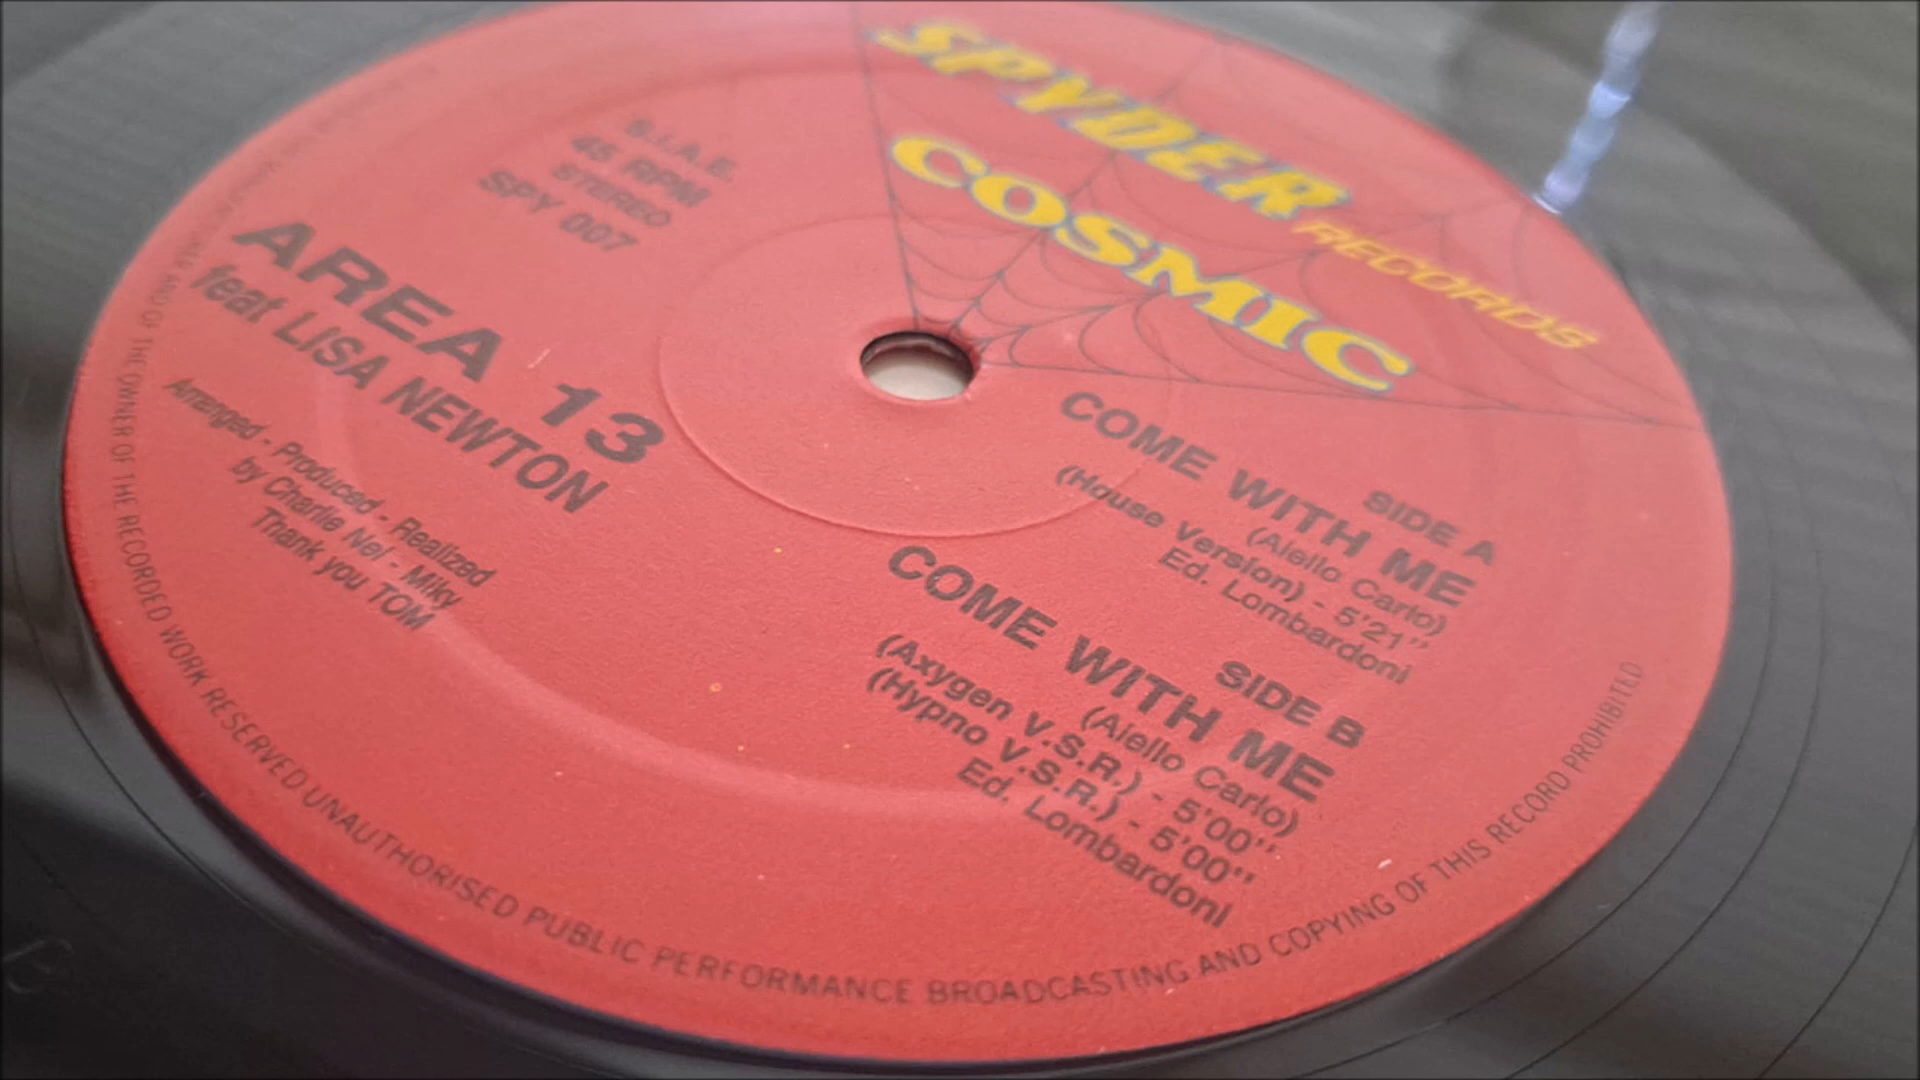 SPYDER RECORDS
COSMIC
S.I.A.E.
45 RPM
STEREO
SPY 007
AREA 13
feat LISA NEWTON
Arranged - Produced - Realized
by Charlie Nel - Miky
Thank you TOM
SIDE A
COME WITH ME
(Aiello Carlo)
(House Version) - 5'21''
Ed. Lombardoni
SIDE B
COME WITH ME
(Aiello Carlo)
(Axygen V.S.R.) - 5'00''
(Hypno V.S.R.) - 5'00''
Ed. Lombardoni
AND OF THE OWNER OF THE RECORDED WORK RESERVED UNAUTHORISED PUBLIC PERFORMANCE BROADCASTING AND COPYING OF THIS RECORD PROHIBITED